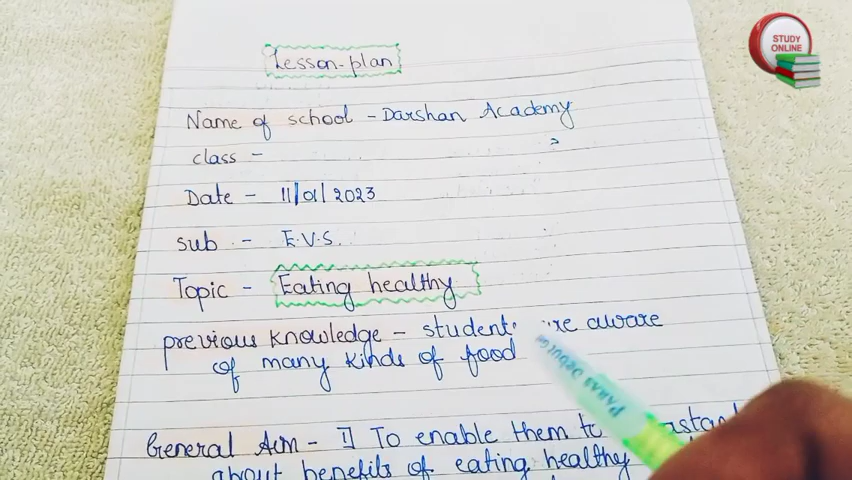 STUDY
ONLINE
Lesson-plan
Name of school - Darshan Academy
class -
Date - 11/01/2023
Sub - E.V.S.
Topic - Eating healthy
previous knowledge - student are aware
of many kinds of food
General Aim - 1] To enable them to
about benefits of eating healthy